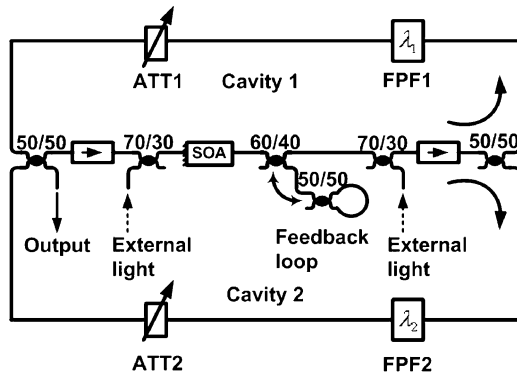 λ1
ATT1
Cavity 1
FPF1
50/50
70/30
SOA
60/40
70/30
50/50
50/50
Output
External
light
Feedback
loop
External
light
Cavity 2
λ2
ATT2
FPF2